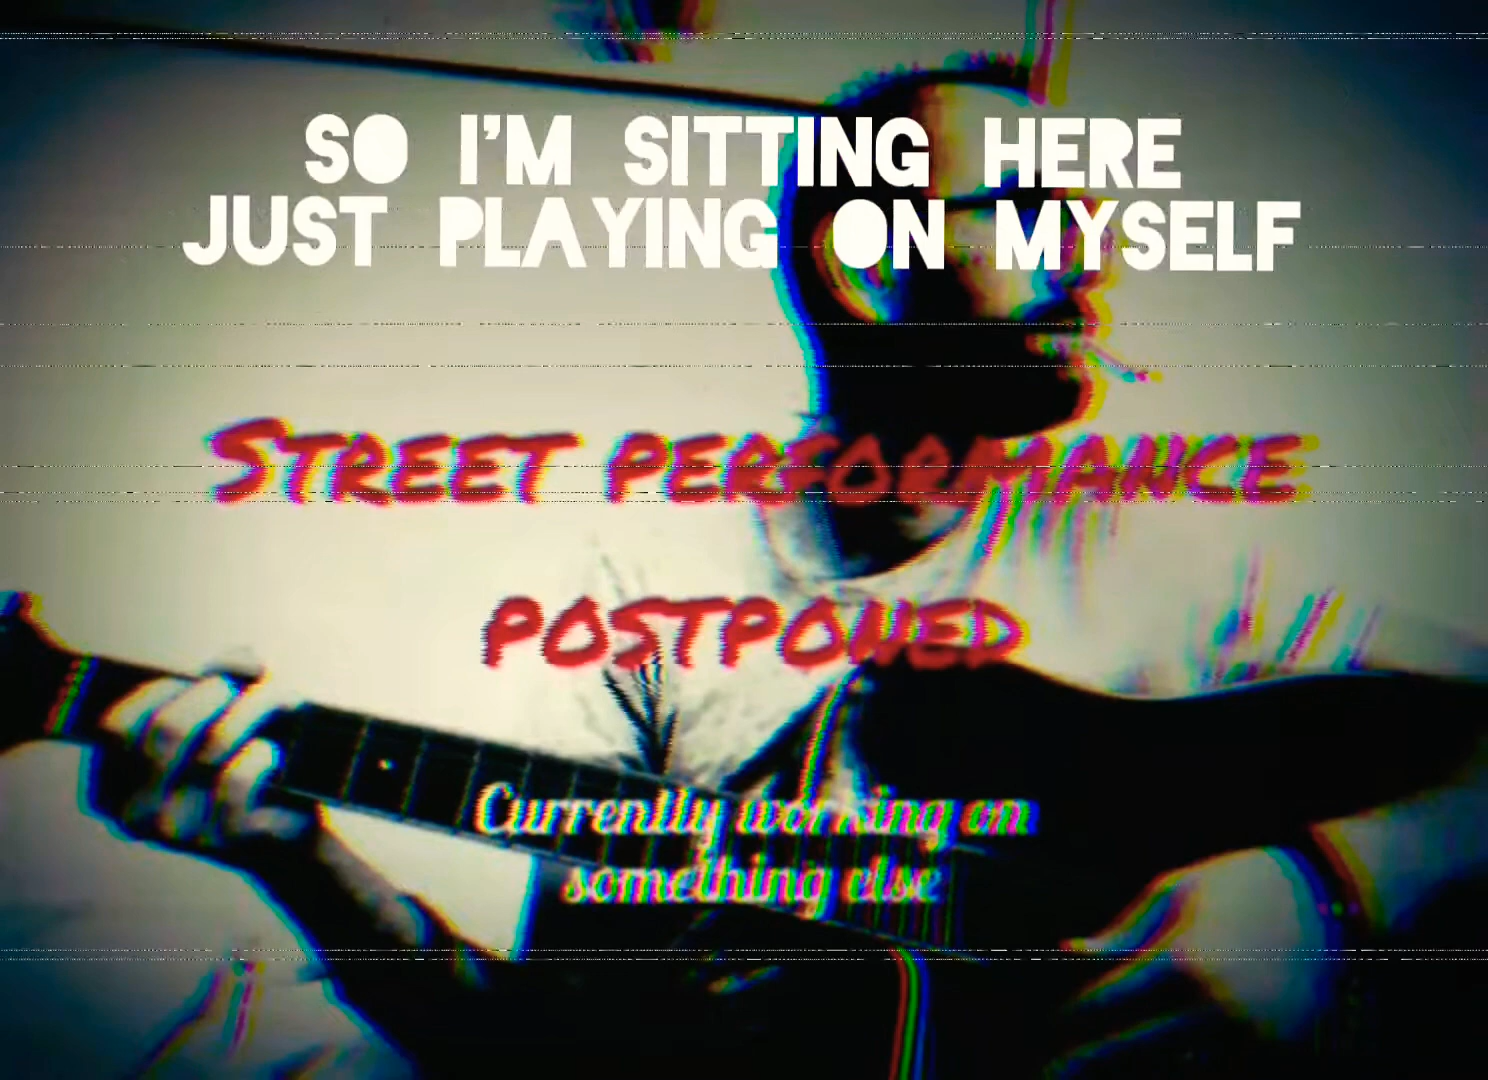 SO I'M SITTING HERE
JUST PLAYING ON MYSELF
STREET PERFORMANCE
POSTPONED
Currently working on
something else